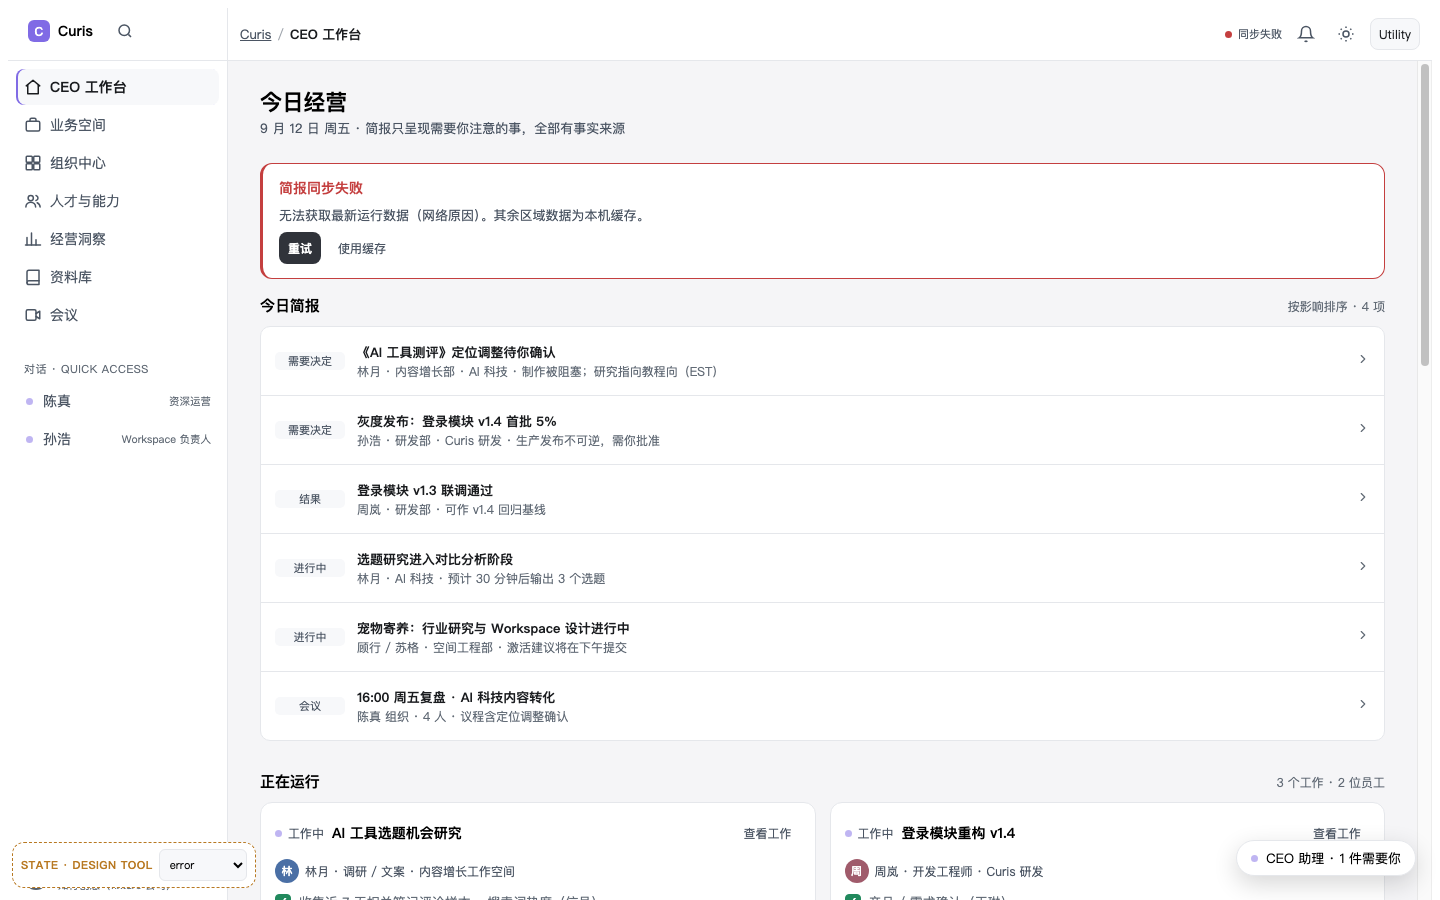 C Curis
Curis / CEO 工作台
同步失败
Utility
CEO 工作台
业务空间
组织中心
人才与能力
经营洞察
资料库
会议
对话 · QUICK ACCESS
陈真 资深运营
孙浩 Workspace 负责人
STATE · DESIGN TOOL error
今日经营
9 月 12 日 周五 · 简报只呈现需要你注意的事，全部有事实来源
简报同步失败
无法获取最新运行数据（网络原因）。其余区域数据为本机缓存。
重试 使用缓存
今日简报 按影响排序 · 4 项
需要决定
《AI 工具测评》定位调整待你确认
林月 · 内容增长部 · AI 科技 · 制作被阻塞；研究指向教程向（EST）
需要决定
灰度发布：登录模块 v1.4 首批 5%
孙浩 · 研发部 · Curis 研发 · 生产发布不可逆，需你批准
结果
登录模块 v1.3 联调通过
周岚 · 研发部 · 可作 v1.4 回归基线
进行中
选题研究进入对比分析阶段
林月 · AI 科技 · 预计 30 分钟后输出 3 个选题
进行中
宠物寄养：行业研究与 Workspace 设计进行中
顾行 / 苏格 · 空间工程部 · 激活建议将在下午提交
会议
16:00 周五复盘 · AI 科技内容转化
陈真 组织 · 4 人 · 议程含定位调整确认
正在运行 3 个工作 · 2 位员工
工作中 AI 工具选题机会研究 查看工作
林 林月 · 调研 / 文案 · 内容增长工作空间
工作中 登录模块重构 v1.4 查看工作
周 周岚 · 开发工程师 · Curis 研发
CEO 助理 · 1 件需要你